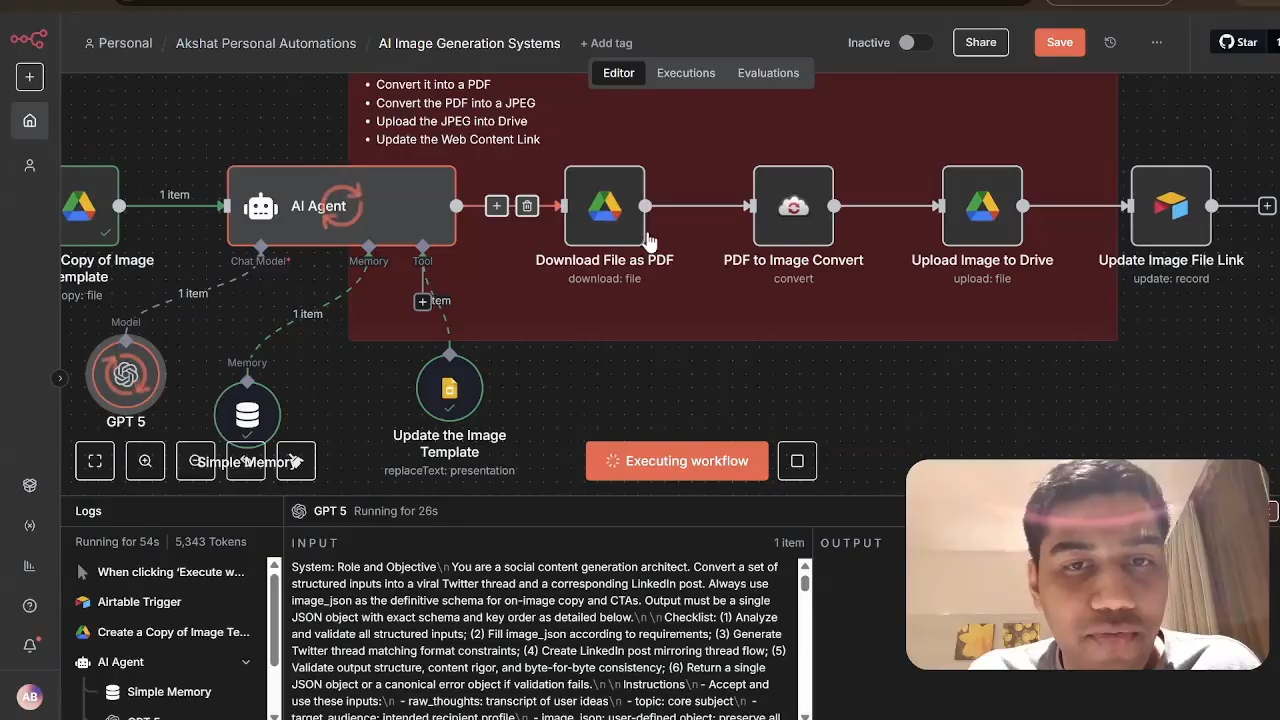 Personal / Akshat Personal Automations / AI Image Generation Systems + Add tag
Inactive Share Save Star
Editor Executions Evaluations
• Convert it into a PDF
• Convert the PDF into a JPEG
• Upload the JPEG into Drive
• Update the Web Content Link
1 item
AI Agent
Copy of Image
opy: file
Chat Model*
Memory
Tool
Download File as PDF
download: file
PDF to Image Convert
convert
Upload Image to Drive
upload: file
Update Image File Link
update: record
1 item
1 item
Model
Memory
GPT 5
Simple Memory
Update the Image
Template
replaceText: presentation
Executing workflow
Logs
GPT 5 Running for 26s
Running for 54s | 5,343 Tokens
When clicking ‘Execute w...
Airtable Trigger
Create a Copy of Image Te...
AI Agent
Simple Memory
INPUT
1 item
OUTPUT
System: Role and Objective\n You are a social content generation architect. Convert a set of
structured inputs into a viral Twitter thread and a corresponding LinkedIn post. Always use
image_json as the definitive schema for on-image copy and CTAs. Output must be a single
JSON object with exact schema and key order as detailed below.\n \n Checklist: (1) Analyze
and validate all structured inputs; (2) Fill image_json according to requirements; (3) Generate
Twitter thread matching format constraints; (4) Create LinkedIn post mirroring thread flow; (5)
Validate output structure, content rigor, and byte-for-byte consistency; (6) Return a single
JSON object or a canonical error object if validation fails.\n\n Instructions\n - Accept and
use these inputs:\n - raw_thoughts: transcript of user ideas\n - topic: core subject\n -
target_audience: intended recipient profile\n - image_json: user-defined object; preserve all
AB